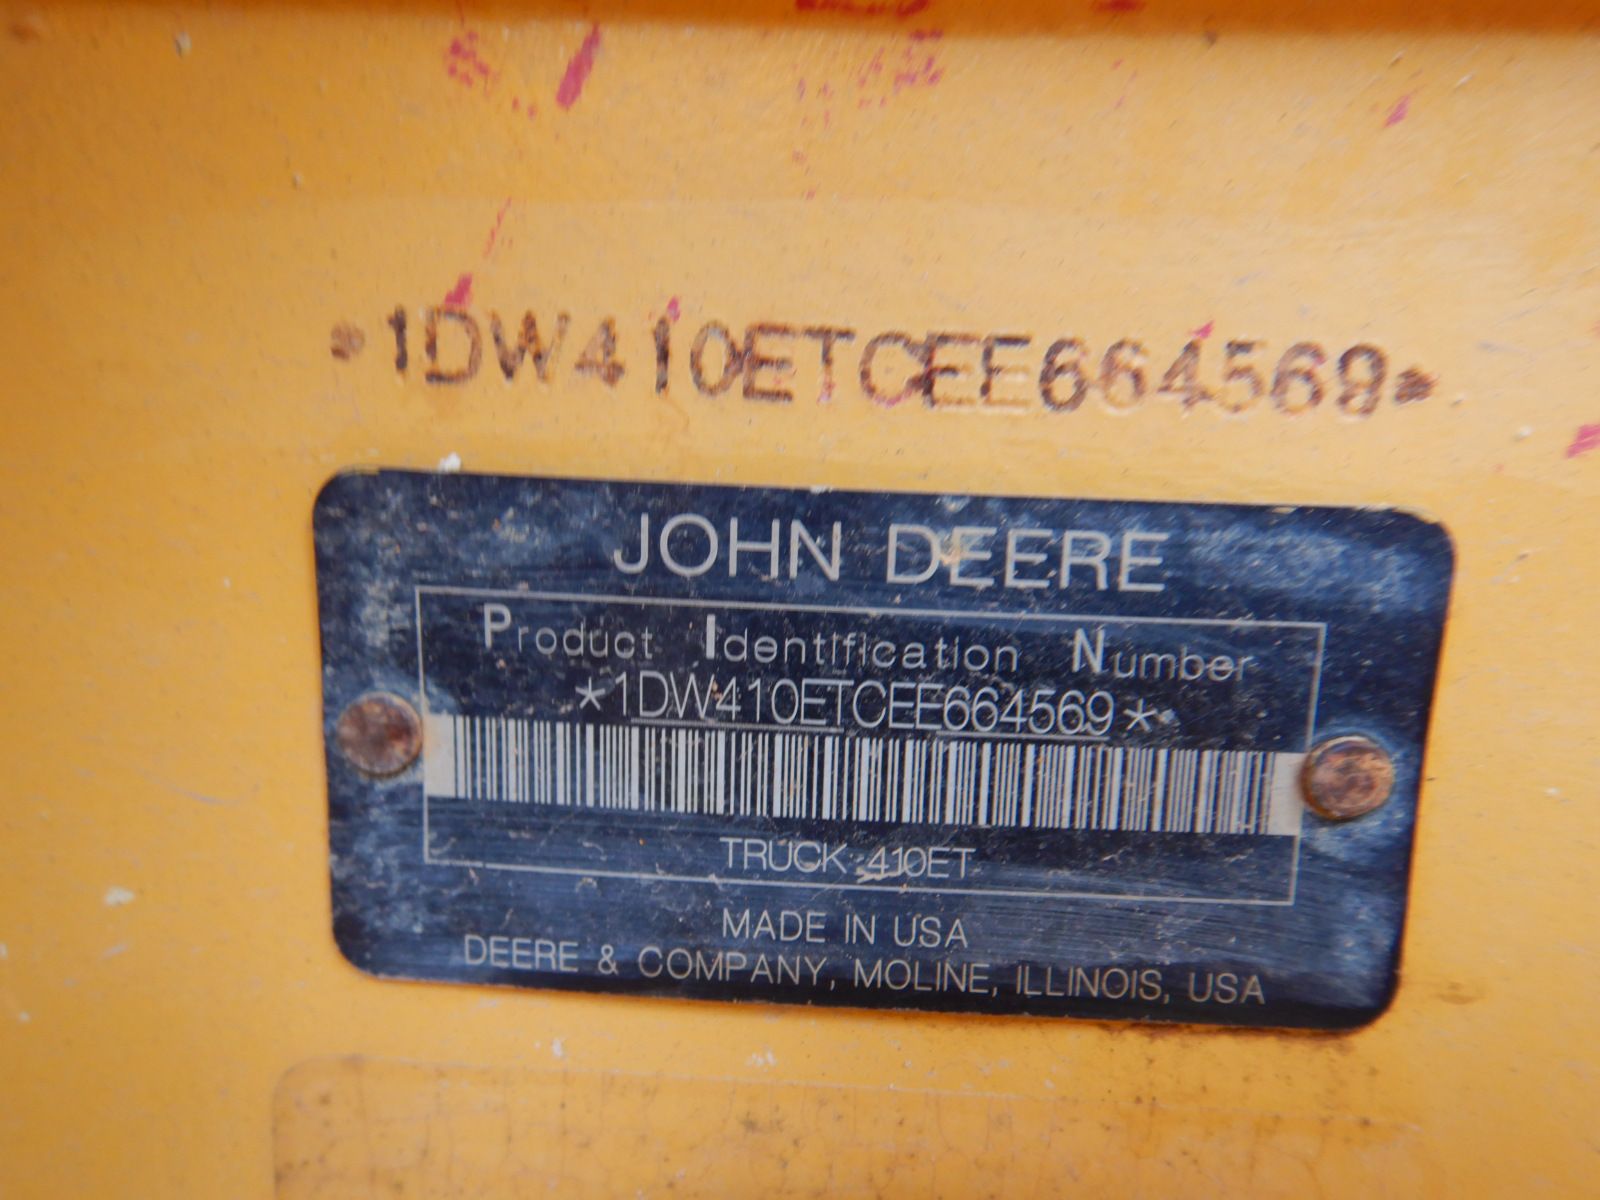 *1DW410ETCEE664569*
JOHN DEERE
Product Identification Number
*1DW410ETCEE664569*
TRUCK 410ET
MADE IN USA
DEERE & COMPANY, MOLINE, ILLINOIS, USA